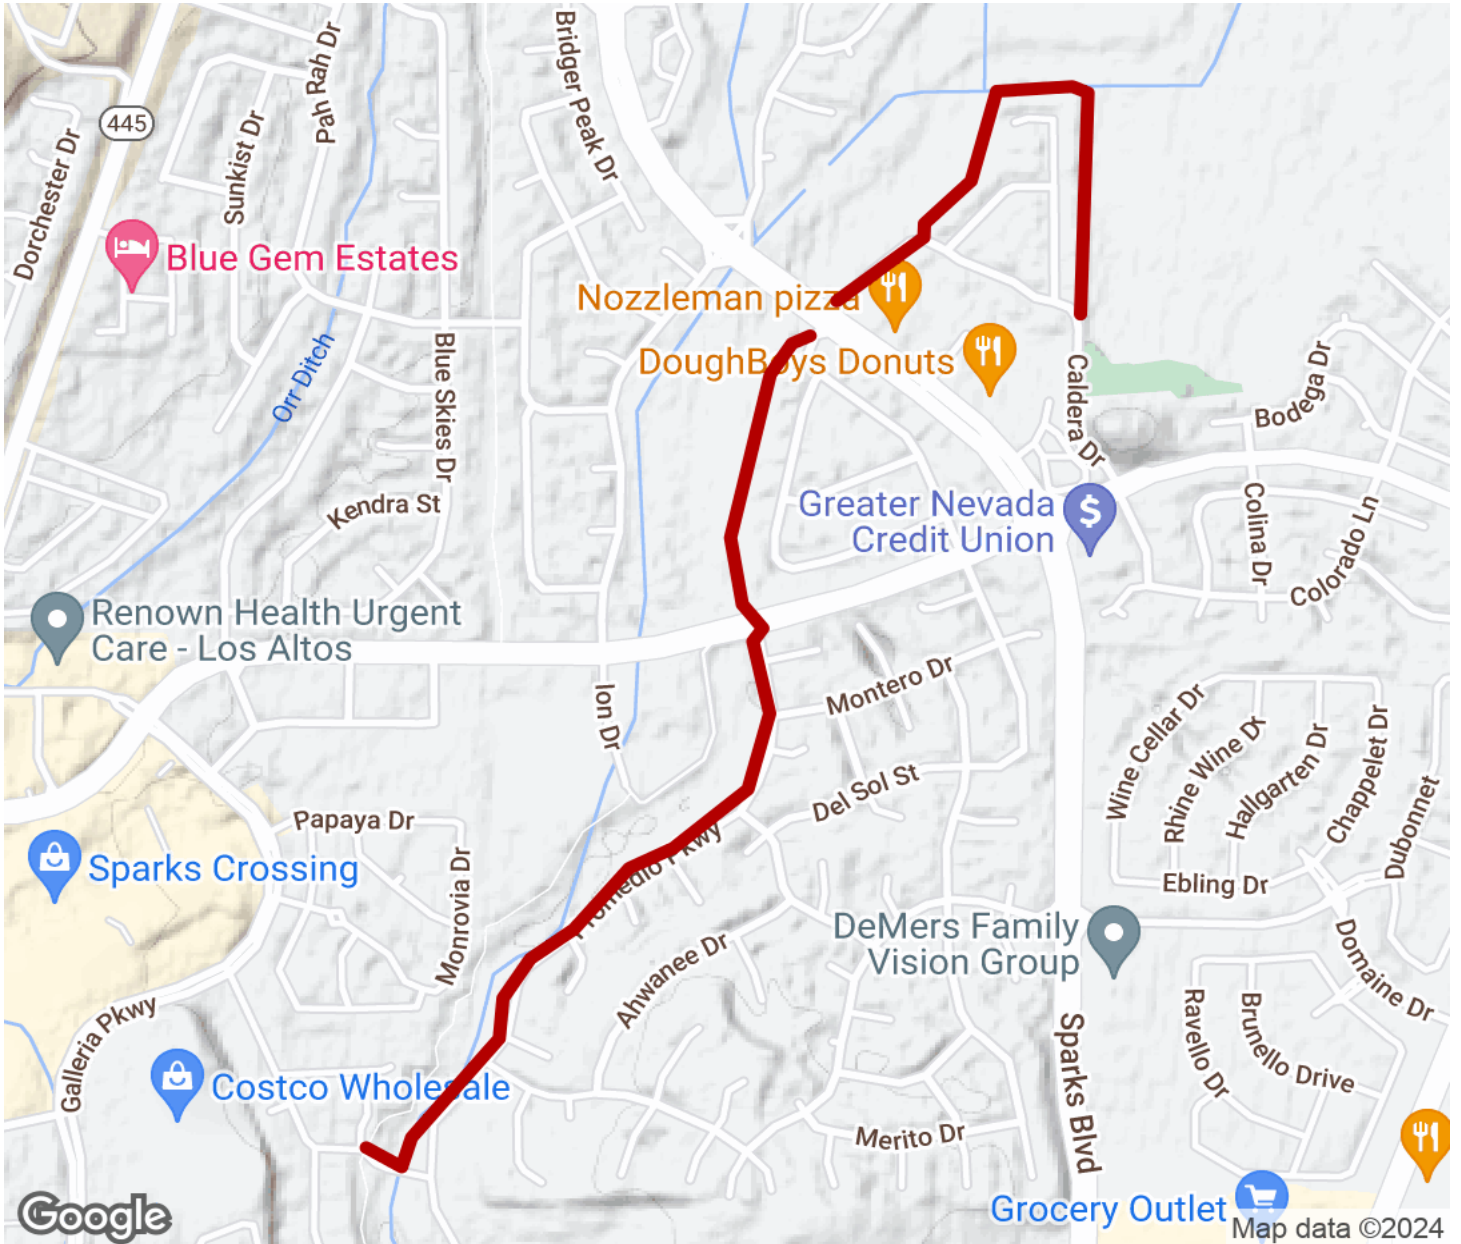 Bridger Peak Dr
Pah Rah Dr
445
Sunkist Dr
Dorchester Dr
Blue Gem Estates
Nozzleman pizza
DoughBoys Donuts
Orr Ditch
Blue Skies Dr
Caldera Dr
Bodega Dr
Kendra St
Greater Nevada
Credit Union
$
Colina Dr
Colorado Ln
Renown Health Urgent
Care - Los Altos
Ion Dr
Montero Dr
Wine Cellar Dr
Rhine Wine Dr
Hallgarten Dr
Chappelet Dr
Dubonnet
Del Sol St
Papaya Dr
Sparks Crossing
Monrovia Dr
Pkwy
Ebling Dr
DeMers Family
Vision Group
Ahwanee Dr
Domaine Dr
Galleria Pkwy
Costco Wholesale
Sparks Blvd
Ravello Dr
Brunello Drive
Merito Dr
Grocery Outlet
Google
Map data ©2024